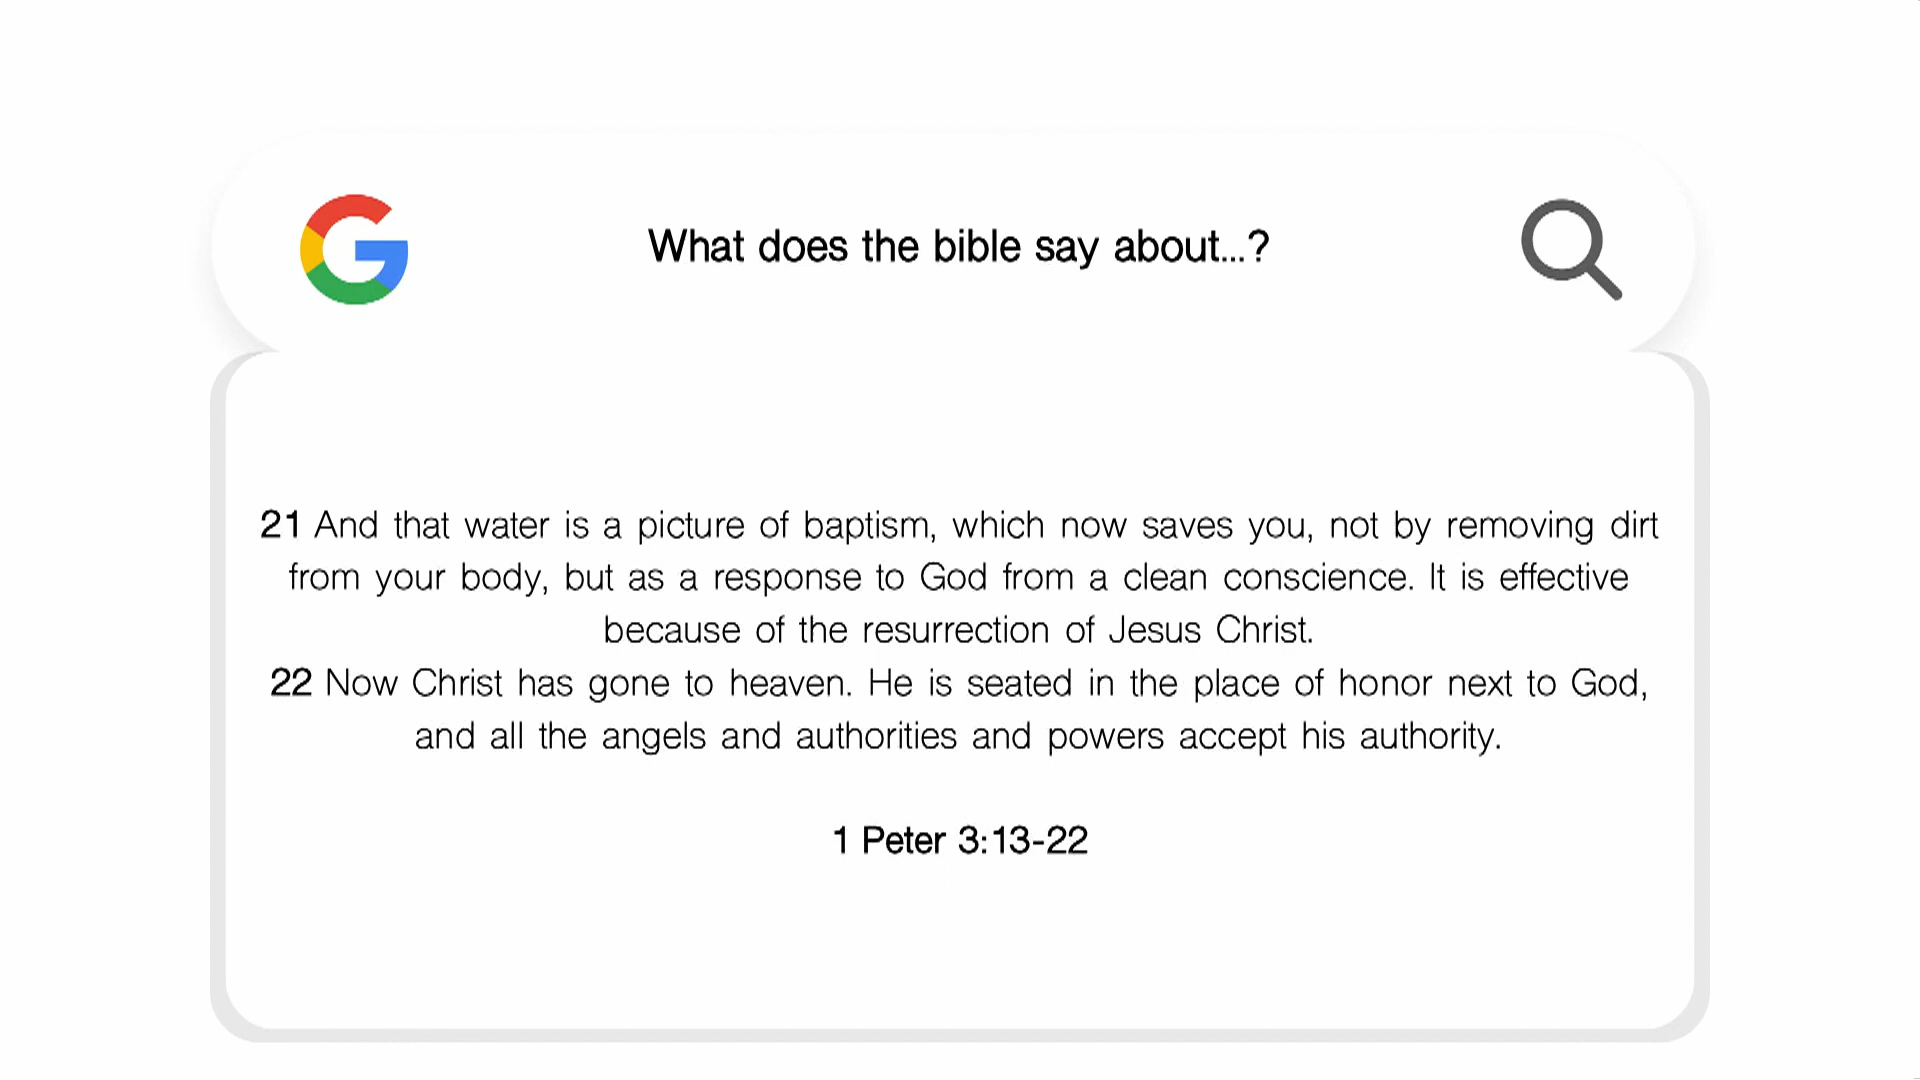 What does the bible say about...?
21 And that water is a picture of baptism, which now saves you, not by removing dirt
from your body, but as a response to God from a clean conscience. It is effective
because of the resurrection of Jesus Christ.
22 Now Christ has gone to heaven. He is seated in the place of honor next to God,
and all the angels and authorities and powers accept his authority.
1 Peter 3:13-22